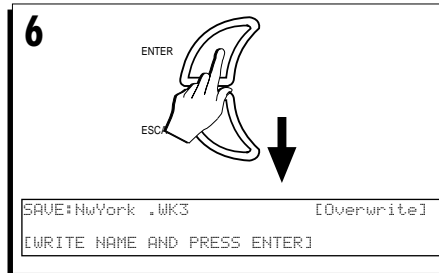 6
ENTER
ESCA
SAVE:NwYork .WK3 [Overwrite]
[WRITE NAME AND PRESS ENTER]